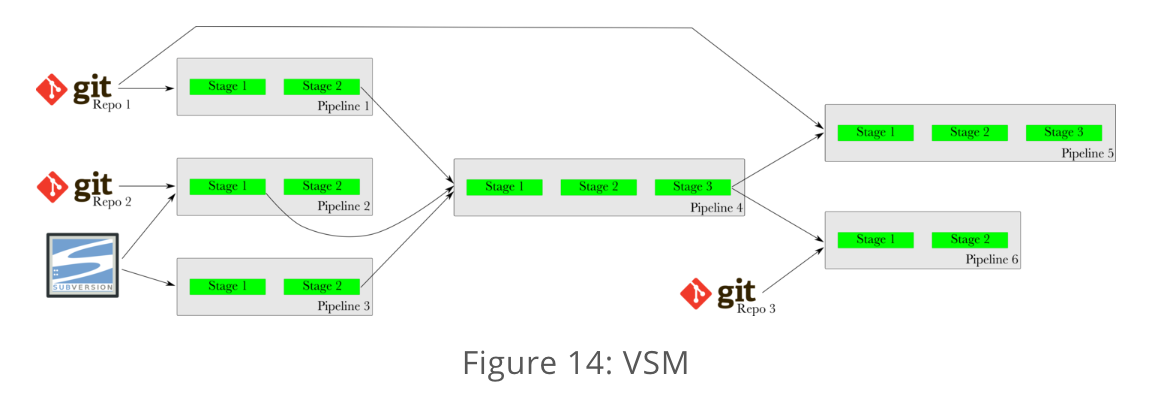 git
Repo 1
Stage 1
Stage 2
Pipeline 1
git
Repo 2
Stage 1
Stage 2
Pipeline 2
SUBVERSION
Stage 1
Stage 2
Pipeline 3
Stage 1
Stage 2
Stage 3
Pipeline 4
git
Repo 3
Stage 1
Stage 2
Stage 3
Pipeline 5
Stage 1
Stage 2
Pipeline 6
Figure 14: VSM